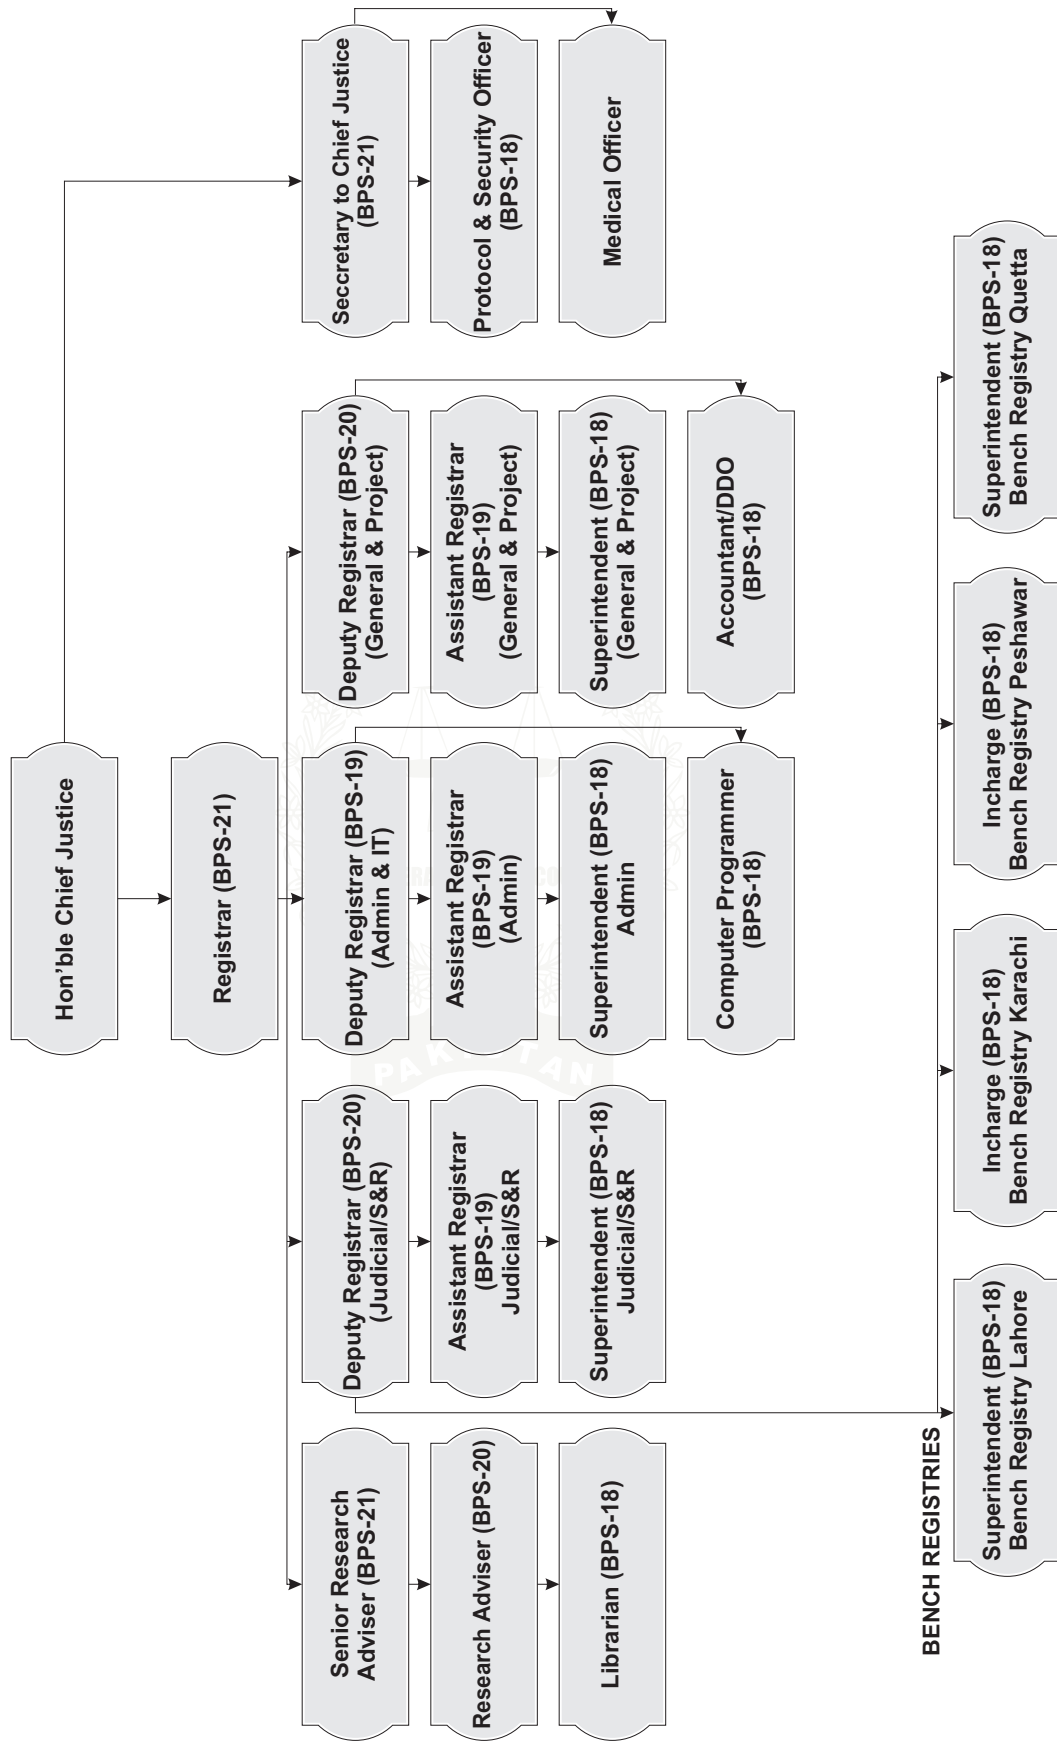 Hon'ble Chief Justice
Registrar (BPS-21)
Senior Research
Adviser (BPS-21)
Research Adviser (BPS-20)
Librarian (BPS-18)
Deputy Registrar (BPS-20)
(Judicial/S&R)
Assistant Registrar
(BPS-19)
Judicial/S&R
Superintendent (BPS-18)
Judicial/S&R
Deputy Registrar (BPS-19)
(Admin & IT)
Assistant Registrar
(BPS-19)
(Admin)
Superintendent (BPS-18)
Admin
Computer Programmer
(BPS-18)
Deputy Registrar (BPS-20)
(General & Project)
Assistant Registrar
(BPS-19)
(General & Project)
Superintendent (BPS-18)
(General & Project)
Accountant/DDO
(BPS-18)
Seccretary to Chief Justice
(BPS-21)
Protocol & Security Officer
(BPS-18)
Medical Officer
BENCH REGISTRIES
Superintendent (BPS-18)
Bench Registry Lahore
Incharge (BPS-18)
Bench Registry Karachi
Incharge (BPS-18)
Bench Registry Peshawar
Superintendent (BPS-18)
Bench Registry Quetta
PAKISTAN